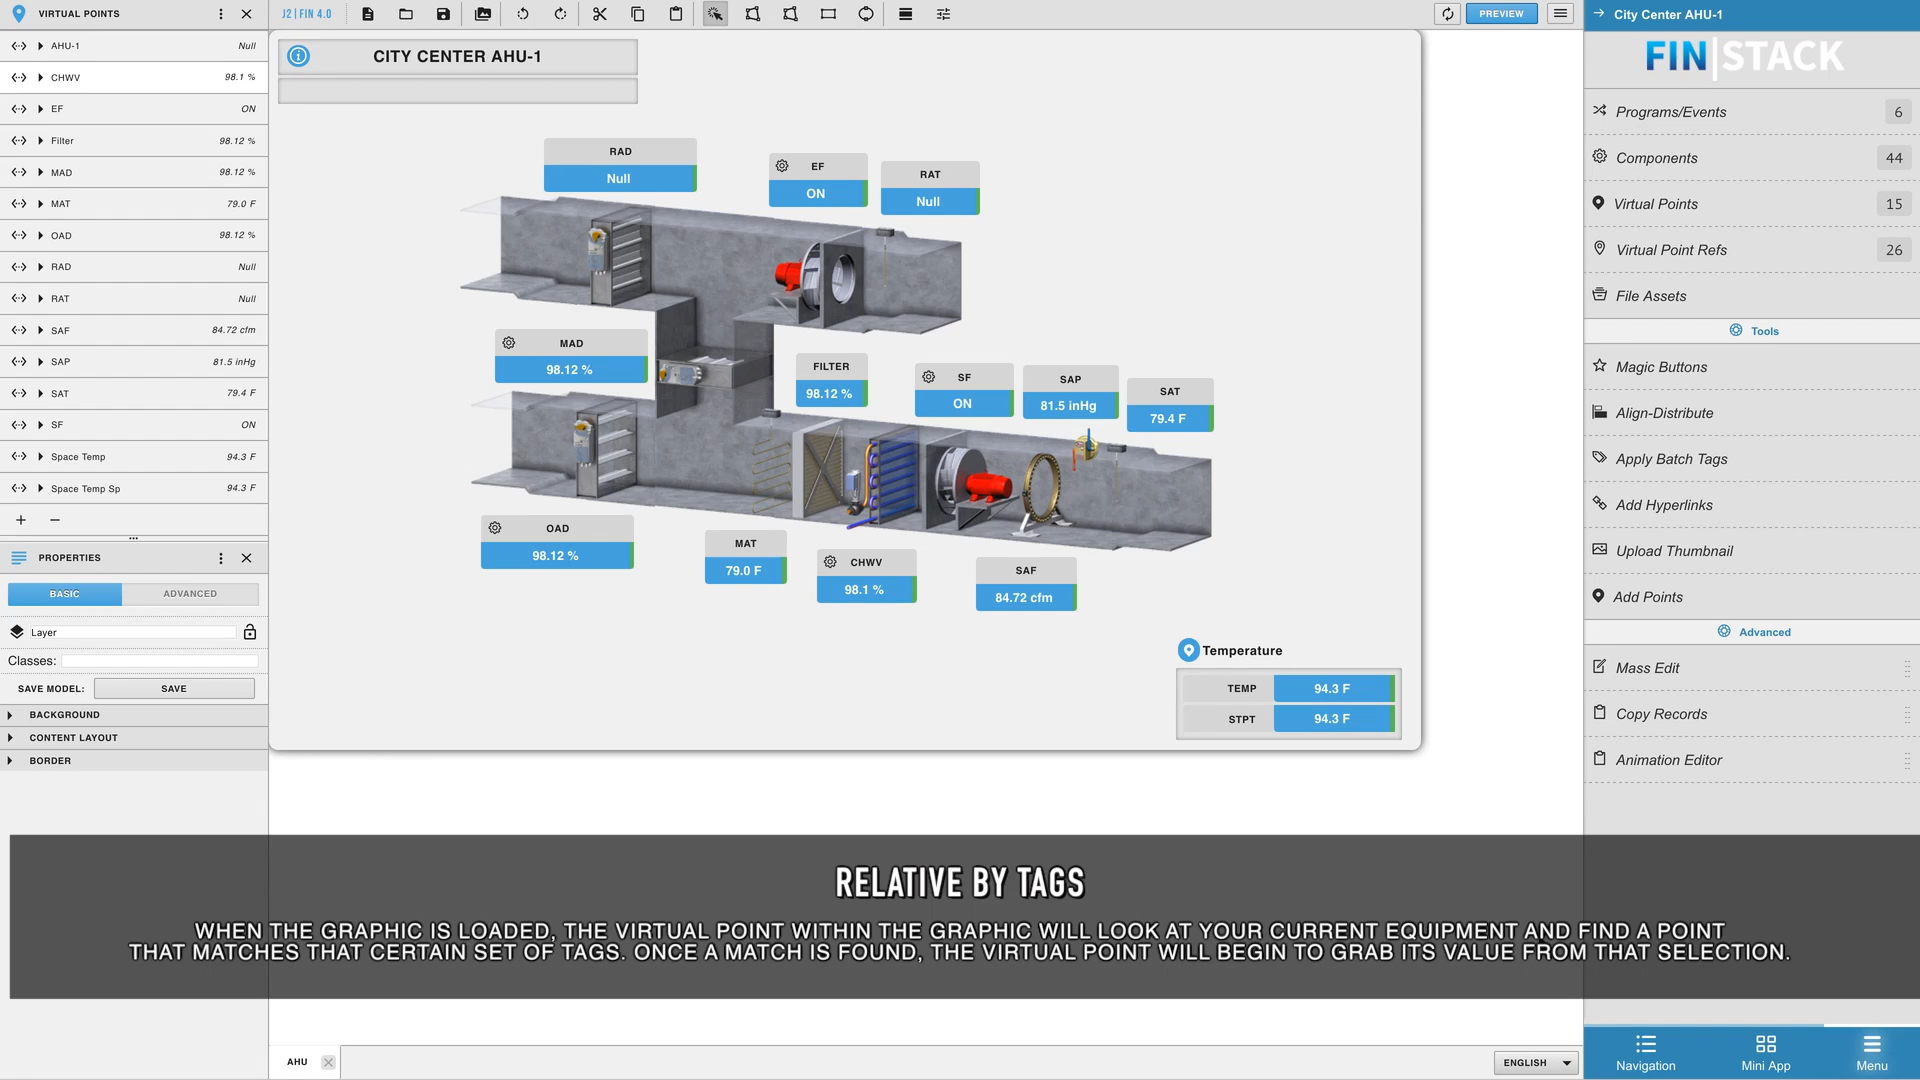 VIRTUAL POINTS
AHU-1 Null
CHWV 98.1 %
EF ON
Filter 98.12 %
MAD 98.12 %
MAT 79.0 F
OAD 98.12 %
RAD Null
RAT Null
SAF 84.72 cfm
SAP 81.5 inHg
SAT 79.4 F
SF ON
Space Temp 94.3 F
Space Temp Sp 94.3 F
PROPERTIES
BASIC ADVANCED
Layer
Classes:
SAVE MODEL: SAVE
BACKGROUND
CONTENT LAYOUT
BORDER
J2 | FIN 4.0
PREVIEW
CITY CENTER AHU-1
RAD
Null
EF
ON
RAT
Null
MAD
98.12 %
FILTER
98.12 %
SF
ON
SAP
81.5 inHg
SAT
79.4 F
OAD
98.12 %
MAT
79.0 F
CHWV
98.1 %
SAF
84.72 cfm
Temperature
TEMP 94.3 F
STPT 94.3 F
City Center AHU-1
FIN|STACK
Programs/Events 6
Components 44
Virtual Points 15
Virtual Point Refs 26
File Assets
Tools
Magic Buttons
Align-Distribute
Apply Batch Tags
Add Hyperlinks
Upload Thumbnail
Add Points
Advanced
Mass Edit
Copy Records
Animation Editor
RELATIVE BY TAGS
WHEN THE GRAPHIC IS LOADED, THE VIRTUAL POINT WITHIN THE GRAPHIC WILL LOOK AT YOUR CURRENT EQUIPMENT AND FIND A POINT
THAT MATCHES THAT CERTAIN SET OF TAGS. ONCE A MATCH IS FOUND, THE VIRTUAL POINT WILL BEGIN TO GRAB ITS VALUE FROM THAT SELECTION.
AHU
ENGLISH
Navigation Mini App Menu